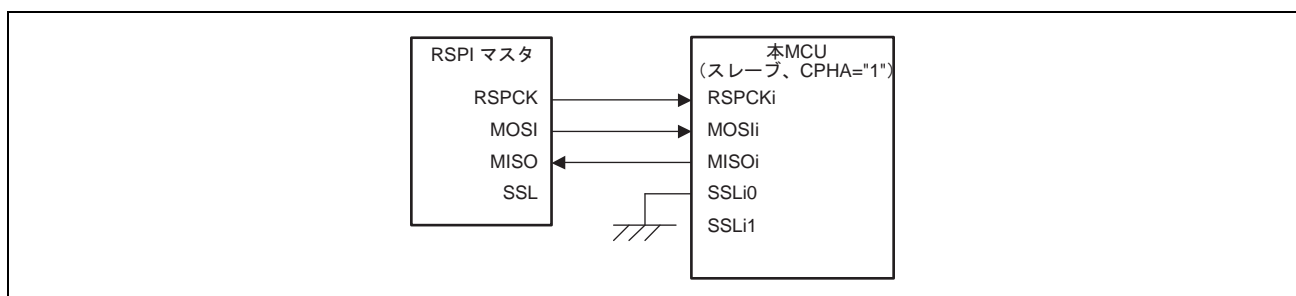 RSPI マスタ
RSPCK
MOSI
MISO
SSL
本MCU
(スレーブ、CPHA="1")
RSPCKi
MOSIi
MISOi
SSLi0
SSLi1